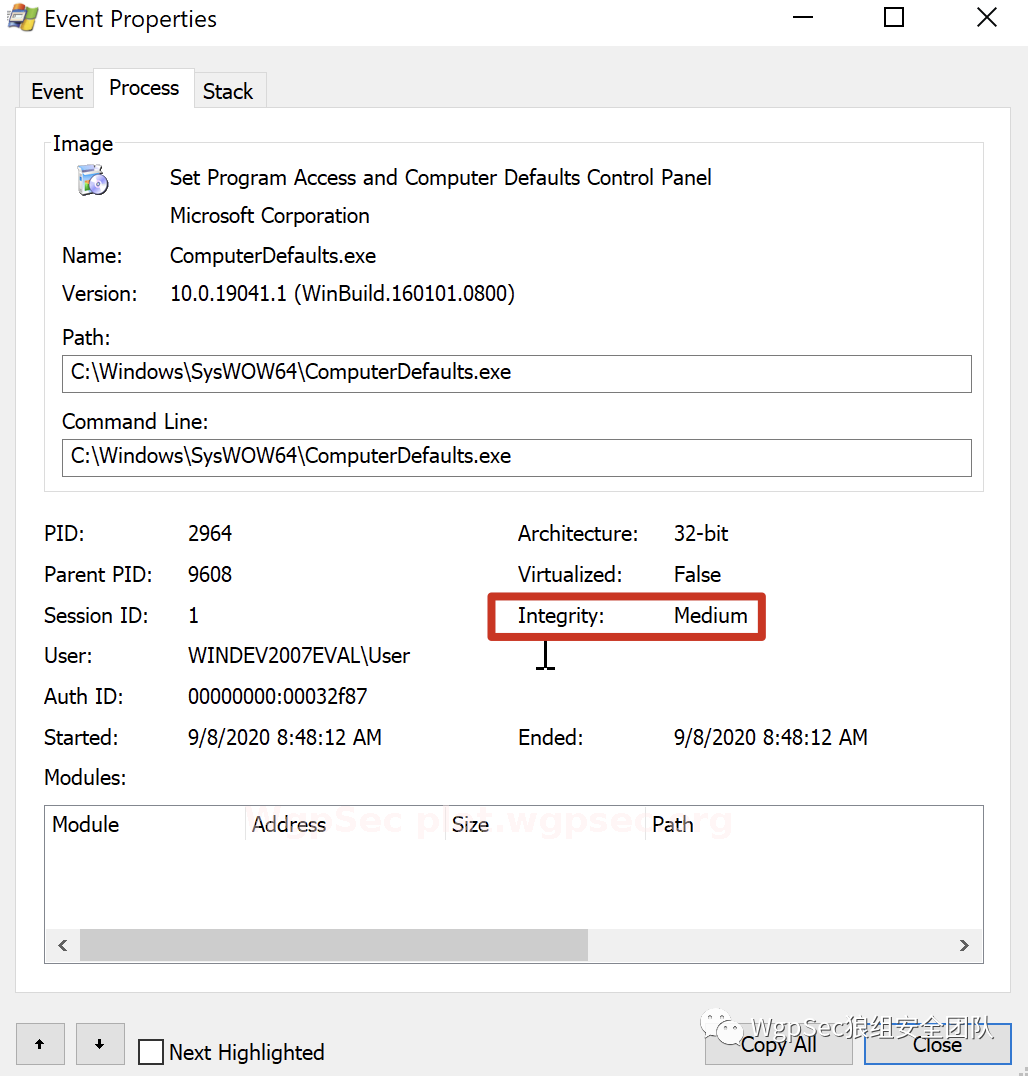 Event Properties
Event Process Stack
Image
Set Program Access and Computer Defaults Control Panel
Microsoft Corporation
Name: ComputerDefaults.exe
Version: 10.0.19041.1 (WinBuild.160101.0800)
Path:
C:\Windows\SysWOW64\ComputerDefaults.exe
Command Line:
C:\Windows\SysWOW64\ComputerDefaults.exe
PID: 2964 Architecture: 32-bit
Parent PID: 9608 Virtualized: False
Session ID: 1 Integrity: Medium
User: WINDEV2007EVAL\User
Auth ID: 00000000:00032f87
Started: 9/8/2020 8:48:12 AM Ended: 9/8/2020 8:48:12 AM
Modules:
Module Address Size Path
WgpSec狼组安全团队
Next Highlighted Copy All Close